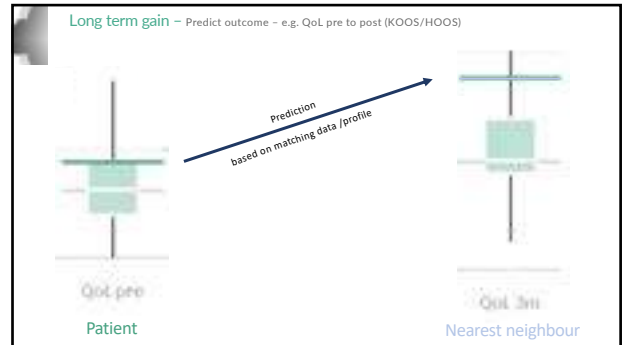 Long term gain – Predict outcome – e.g. QoL pre to post (KOOS/HOOS)
Prediction
based on matching data /profile
QoL pre
QoL 3m
Patient
Nearest neighbour